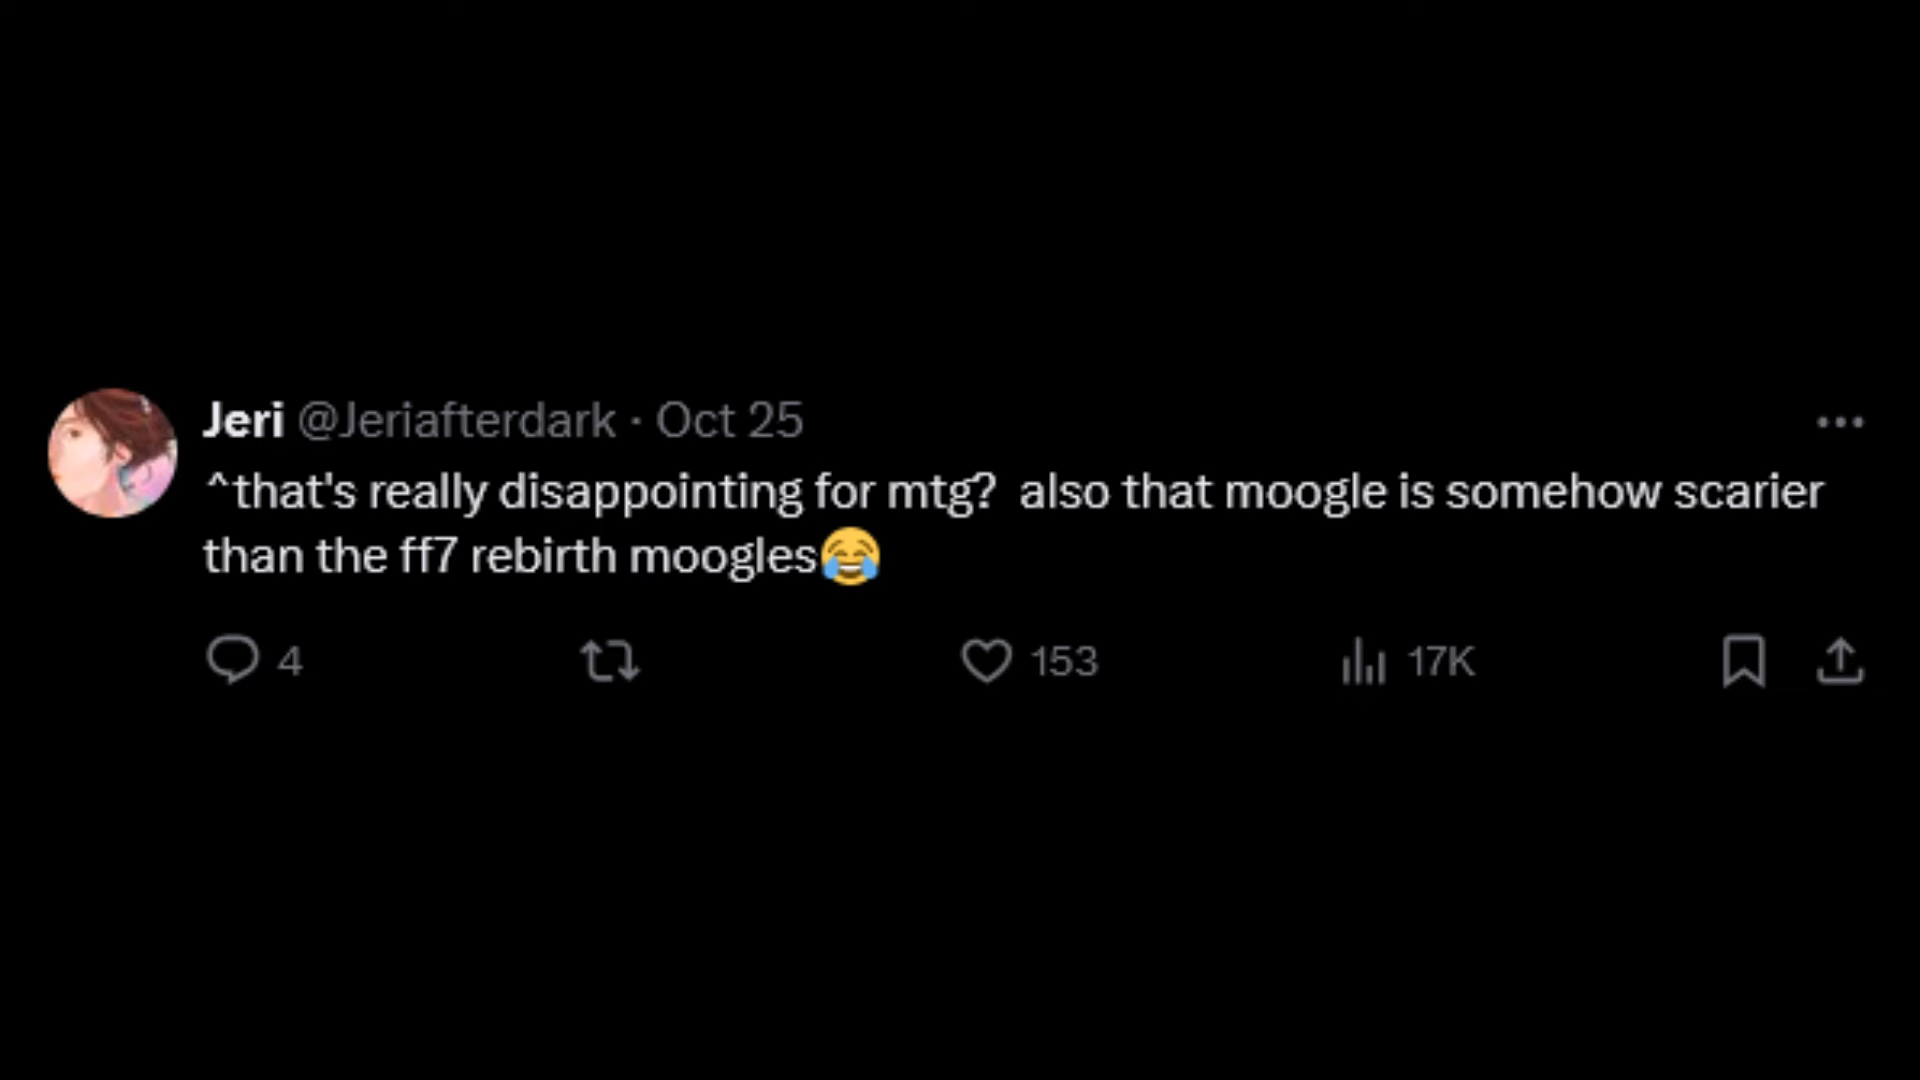 Jeri @Jeriafterdark · Oct 25
^that's really disappointing for mtg?  also that moogle is somehow scarier
than the ff7 rebirth moogles😂
4 153 17K